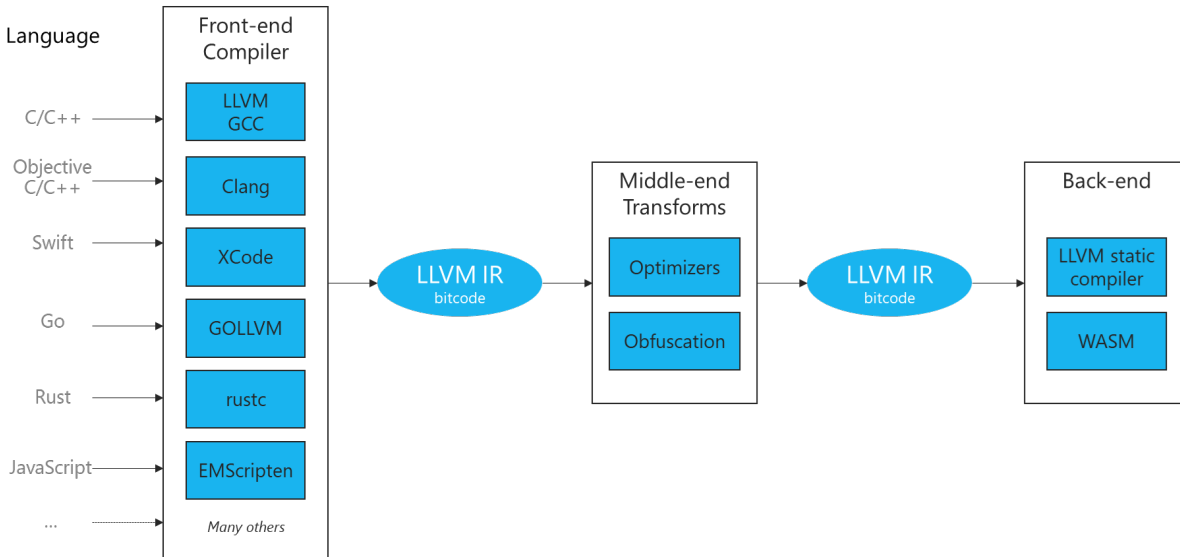 Language
C/C++
Objective
C/C++
Swift
Go
Rust
JavaScript
...
Front-end
Compiler
LLVM
GCC
Clang
XCode
GOLLVM
rustc
EMScripten
Many others
LLVM IR
bitcode
Middle-end
Transforms
Optimizers
Obfuscation
LLVM IR
bitcode
Back-end
LLVM static
compiler
WASM